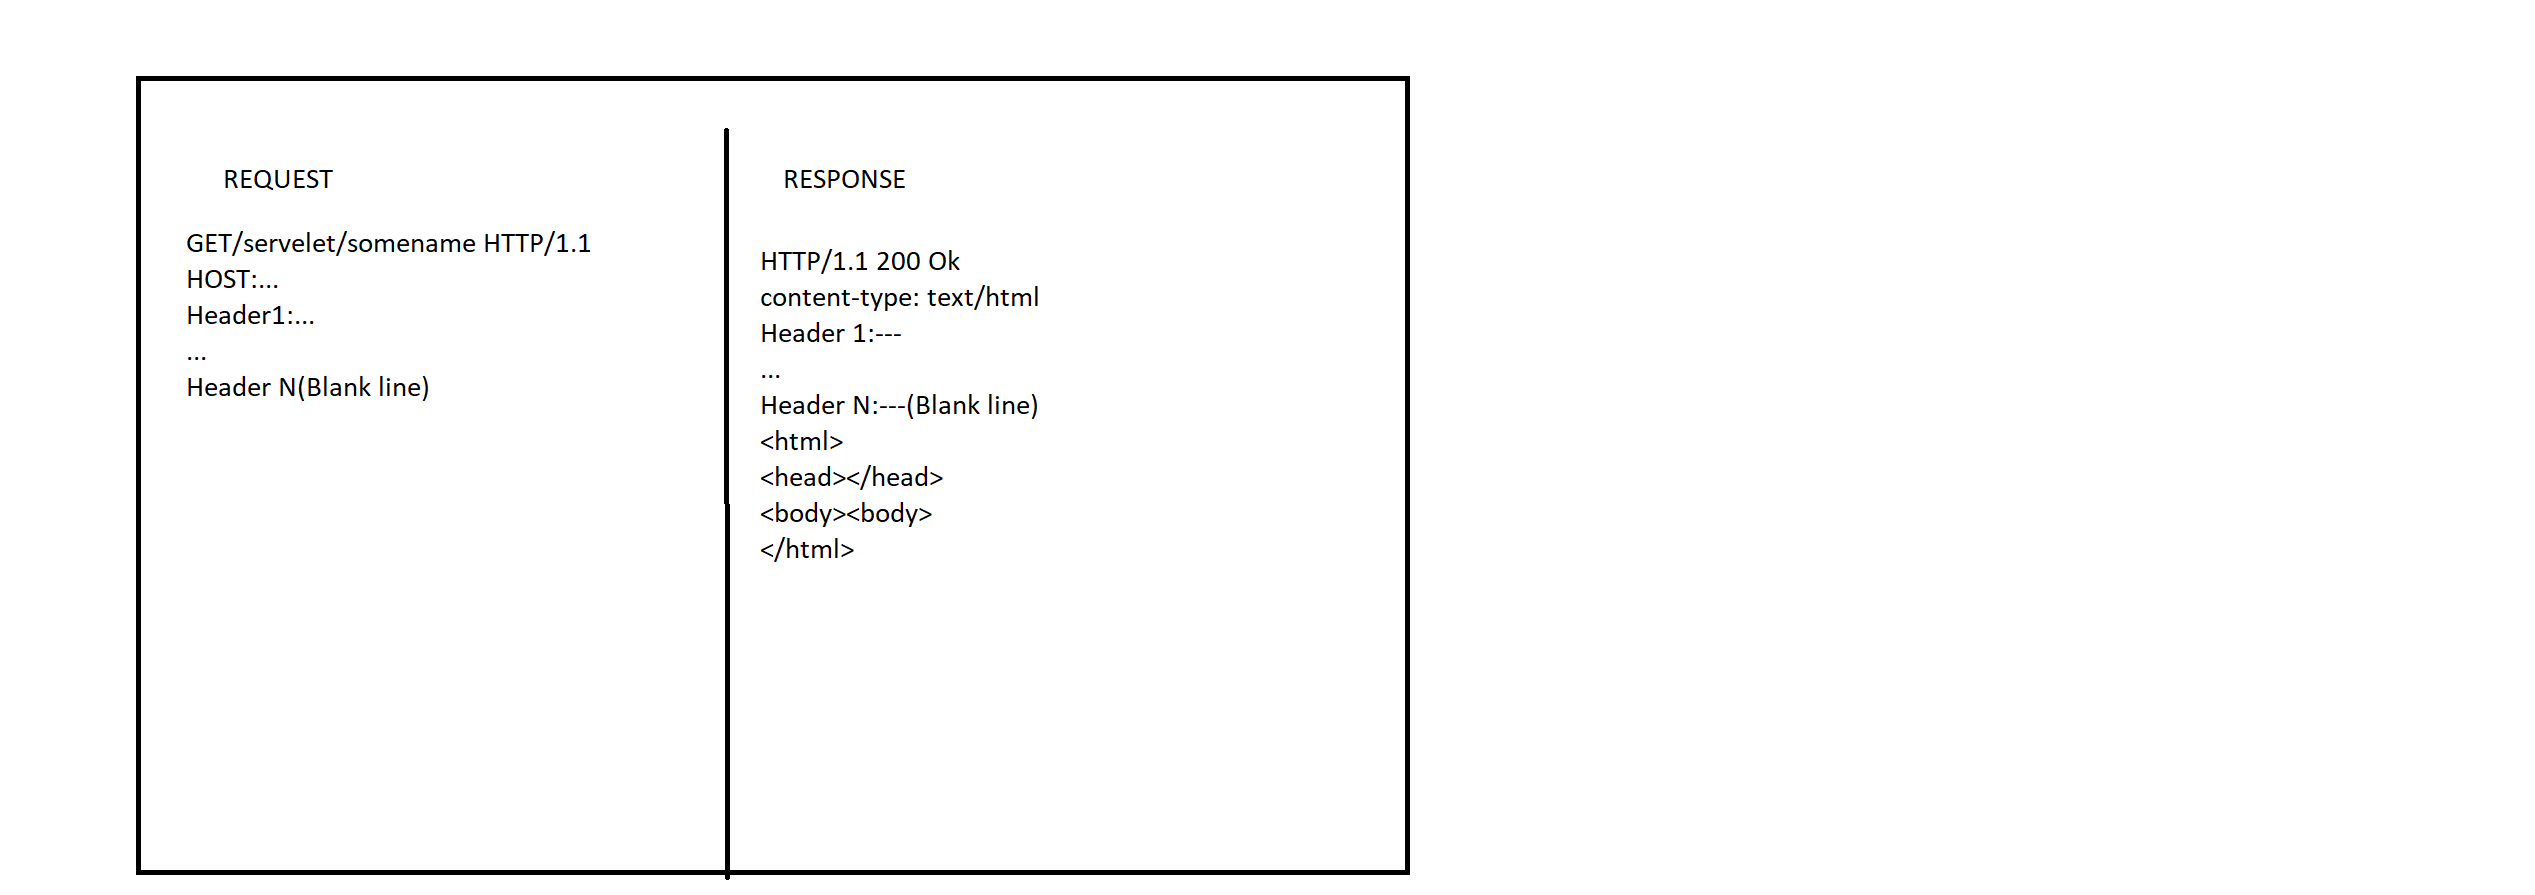 REQUEST
GET/servelet/somename HTTP/1.1
HOST:...
Header1:...
...
Header N(Blank line)
RESPONSE
HTTP/1.1 200 Ok
content-type: text/html
Header 1:---
...
Header N:---(Blank line)
<html>
<head></head>
<body><body>
</html>